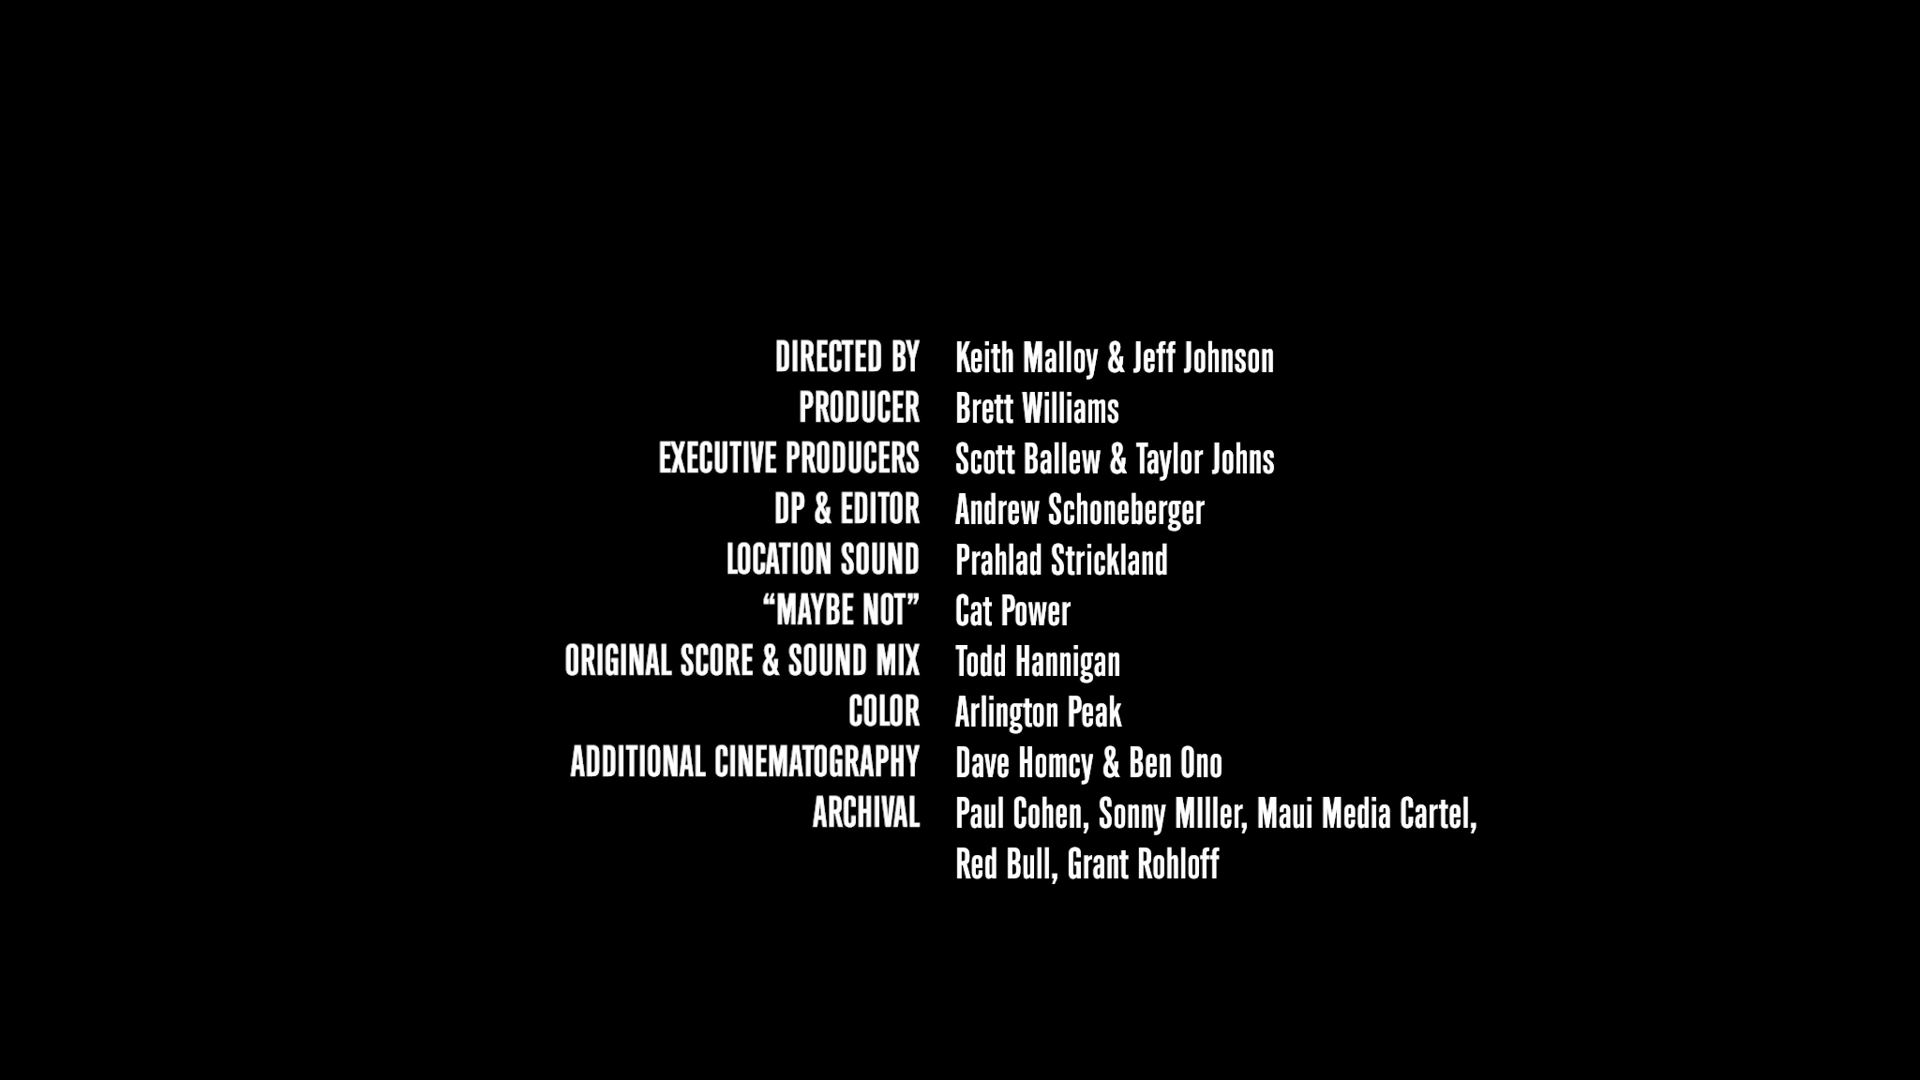 DIRECTED BY Keith Malloy & Jeff Johnson
PRODUCER Brett Williams
EXECUTIVE PRODUCERS Scott Ballew & Taylor Johns
DP & EDITOR Andrew Schoneberger
LOCATION SOUND Prahlad Strickland
“MAYBE NOT” Cat Power
ORIGINAL SCORE & SOUND MIX Todd Hannigan
COLOR Arlington Peak
ADDITIONAL CINEMATOGRAPHY Dave Homcy & Ben Ono
ARCHIVAL Paul Cohen, Sonny MIller, Maui Media Cartel,
Red Bull, Grant Rohloff